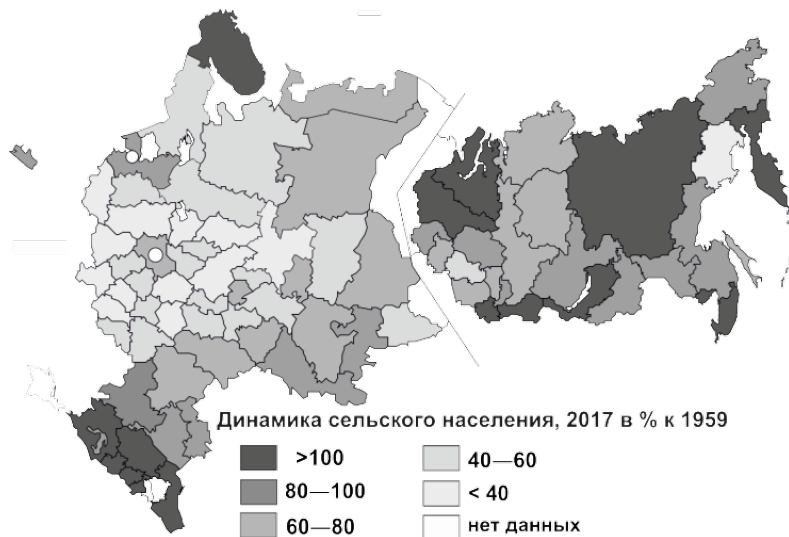 Динамика сельского населения, 2017 в % к 1959
>100
80—100
60—80
40—60
< 40
нет данных